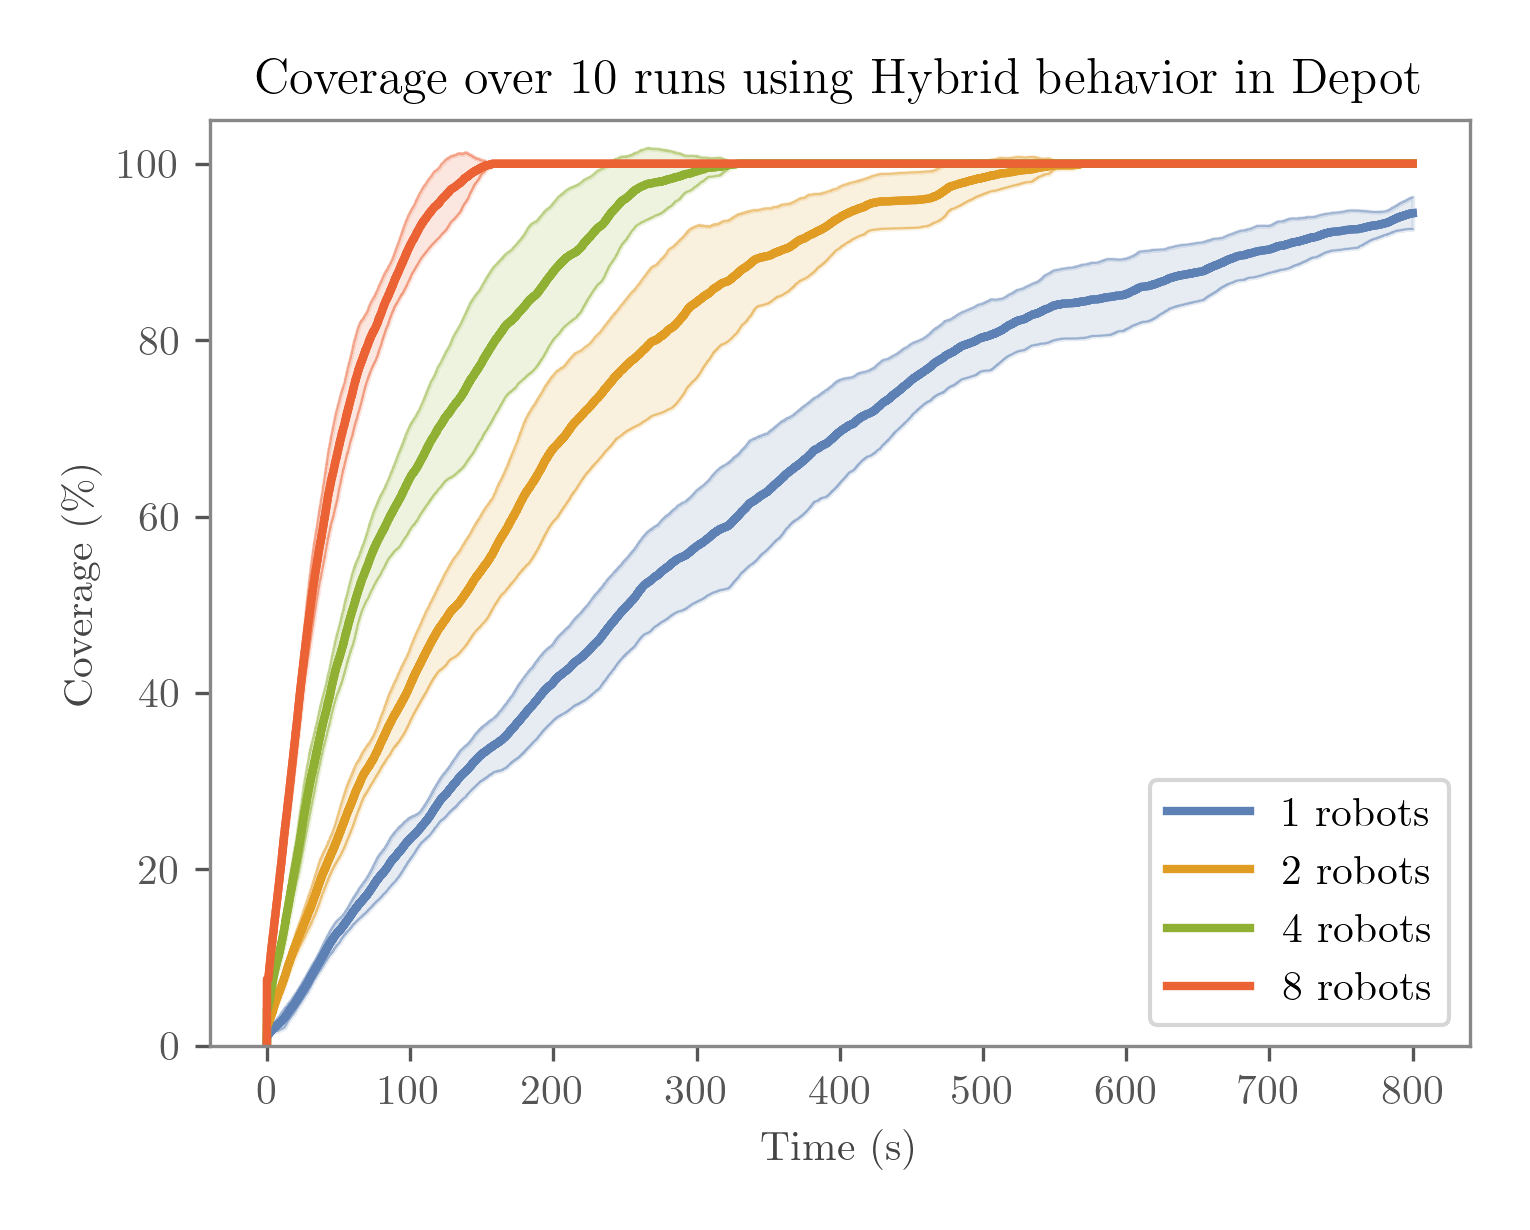 Coverage over 10 runs using Hybrid behavior in Depot
100
80
60
40
20
0
Coverage (%)
0 100 200 300 400 500 600 700 800
Time (s)
1 robots
2 robots
4 robots
8 robots